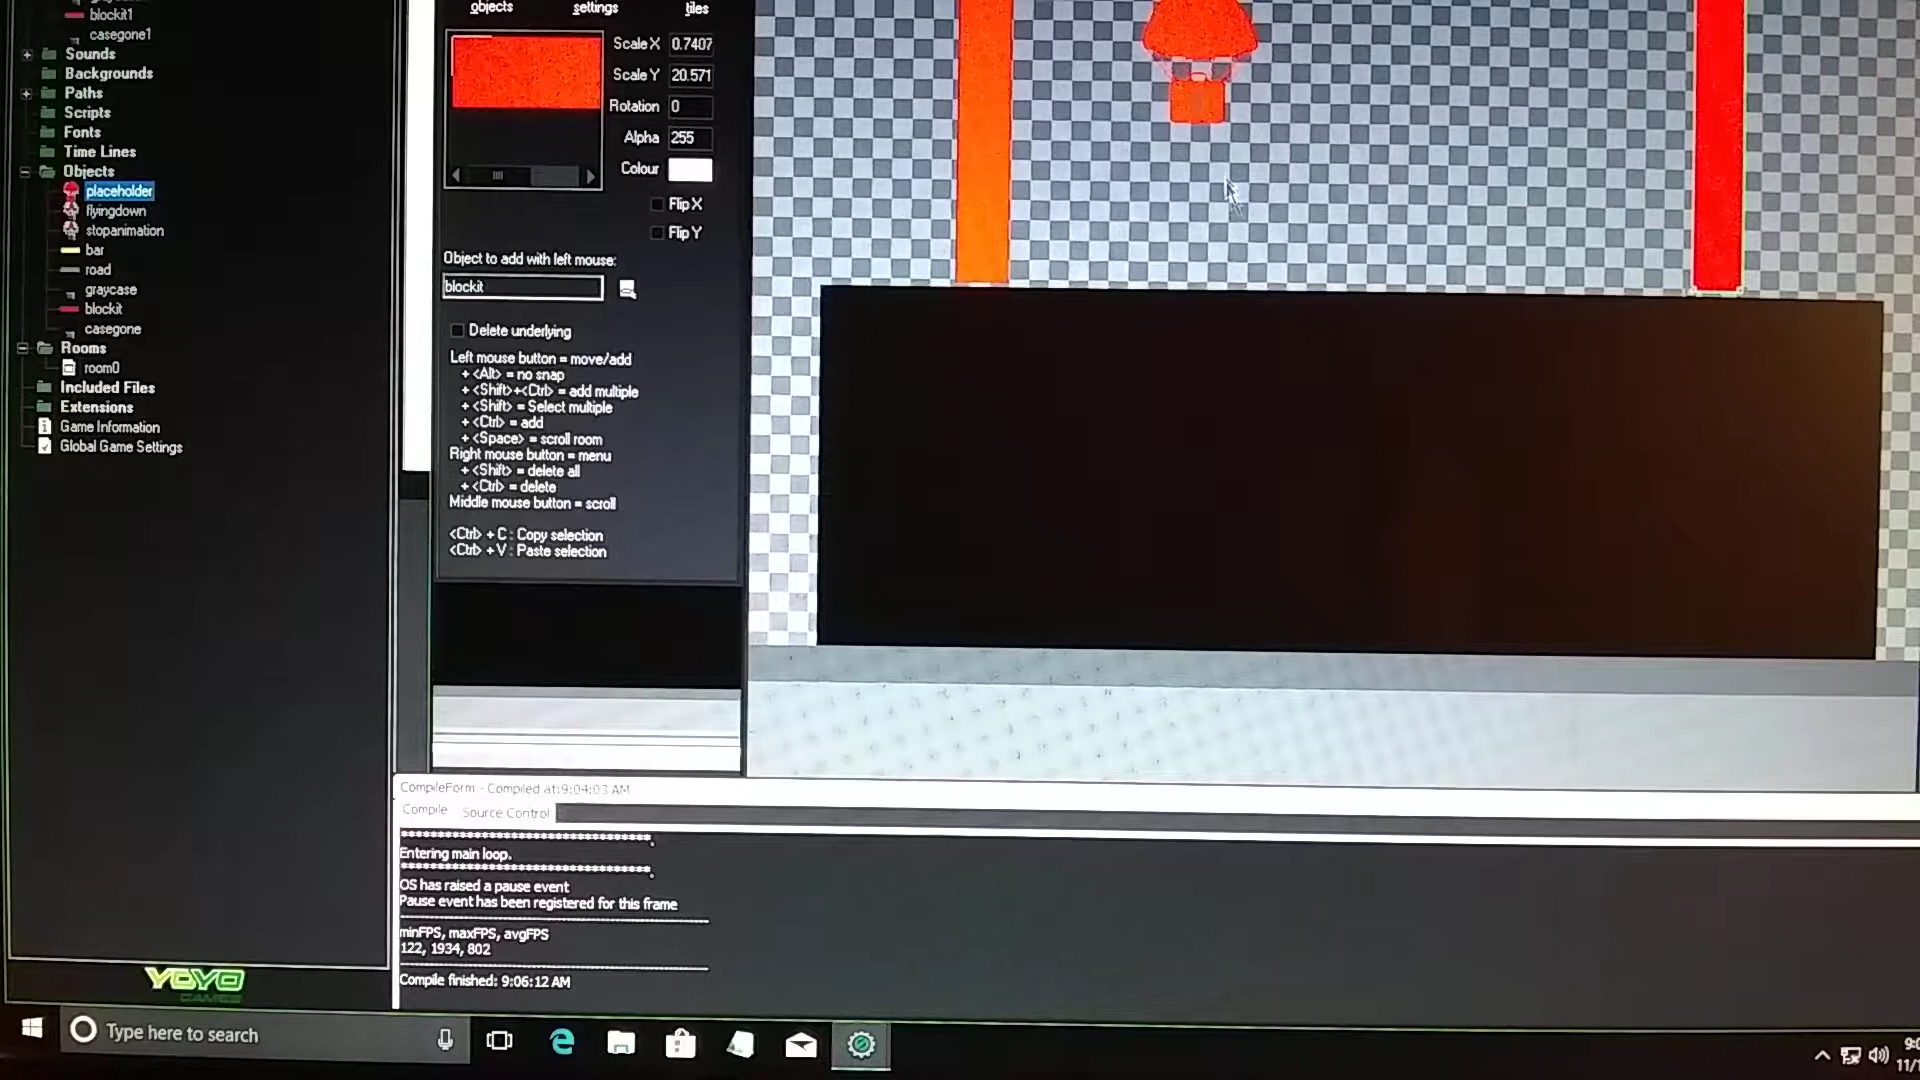 blockit1
casegone1
Sounds
Backgrounds
Paths
Scripts
Fonts
Time Lines
Objects
placeholder
flyingdown
stopanimation
bar
road
graycase
blockit
casegone
Rooms
room0
Included Files
Extensions
Game Information
Global Game Settings
YOYO
GAMES
objects settings tiles
Scale X 0.7407
Scale Y 20.571
Rotation 0
Alpha 255
Colour
Flip X
Flip Y
Object to add with left mouse:
blockit
Delete underlying
Left mouse button = move/add
+ <Alt> = no snap
+ <Shift>+<Ctrl> = add multiple
+ <Shift> = Select multiple
+ <Ctrl> = add
+ <Space> = scroll room
Right mouse button = menu
+ <Shift> = delete all
+ <Ctrl> = delete
Middle mouse button = scroll
<Ctrl> + C : Copy selection
<Ctrl> + V : Paste selection
CompileForm - Compiled at:9:04:03 AM
Compile Source Control
Entering main loop.
OS has raised a pause event
Pause event has been registered for this frame
minFPS, maxFPS, avgFPS
122, 1934, 802
Compile finished: 9:06:12 AM
Type here to search